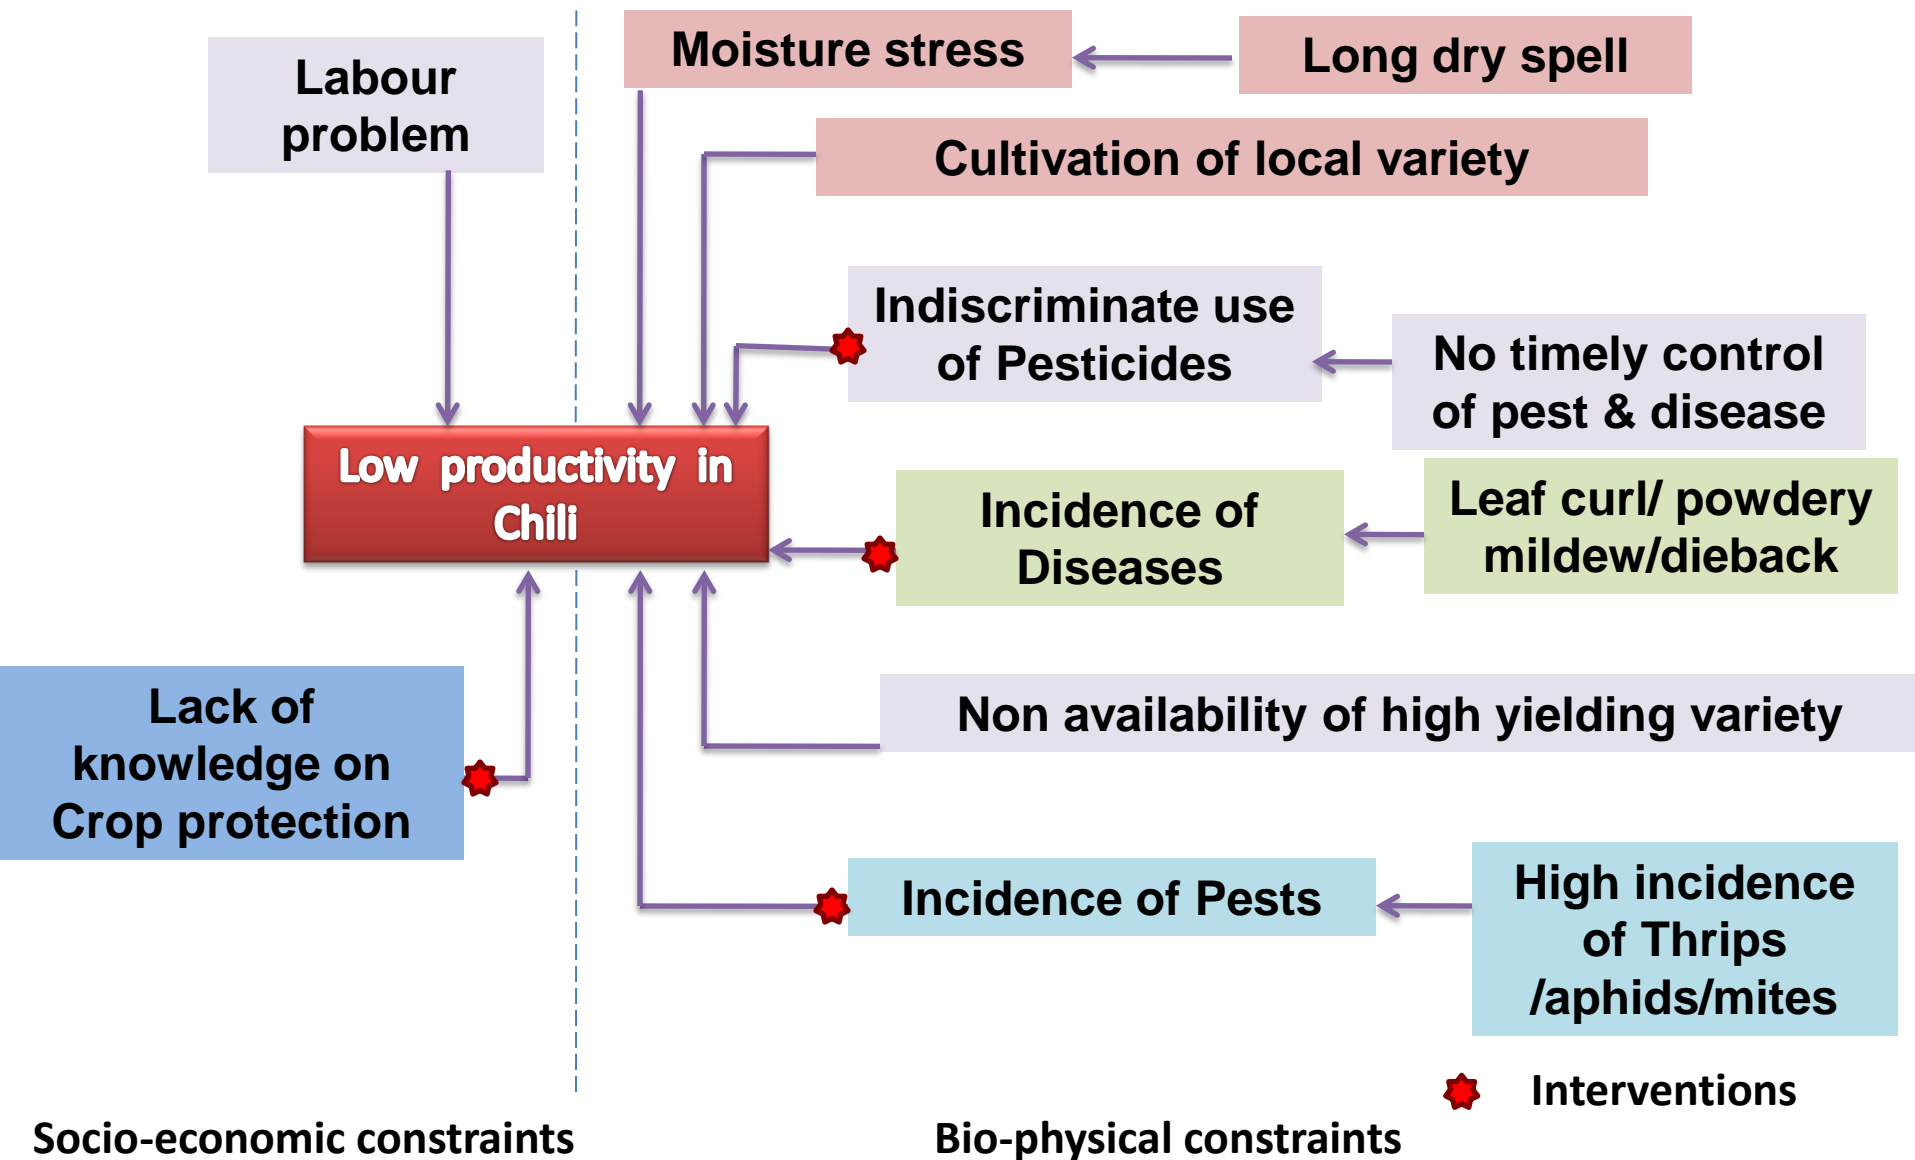 Moisture stress
Long dry spell
Labour
problem
Cultivation of local variety
Indiscriminate use
of Pesticides
No timely control
of pest & disease
Low productivity in
Chili
Incidence of
Diseases
Leaf curl/ powdery
mildew/dieback
Lack of
knowledge on
Crop protection
Non availability of high yielding variety
Incidence of Pests
High incidence
of Thrips
/aphids/mites
Interventions
Socio-economic constraints
Bio-physical constraints